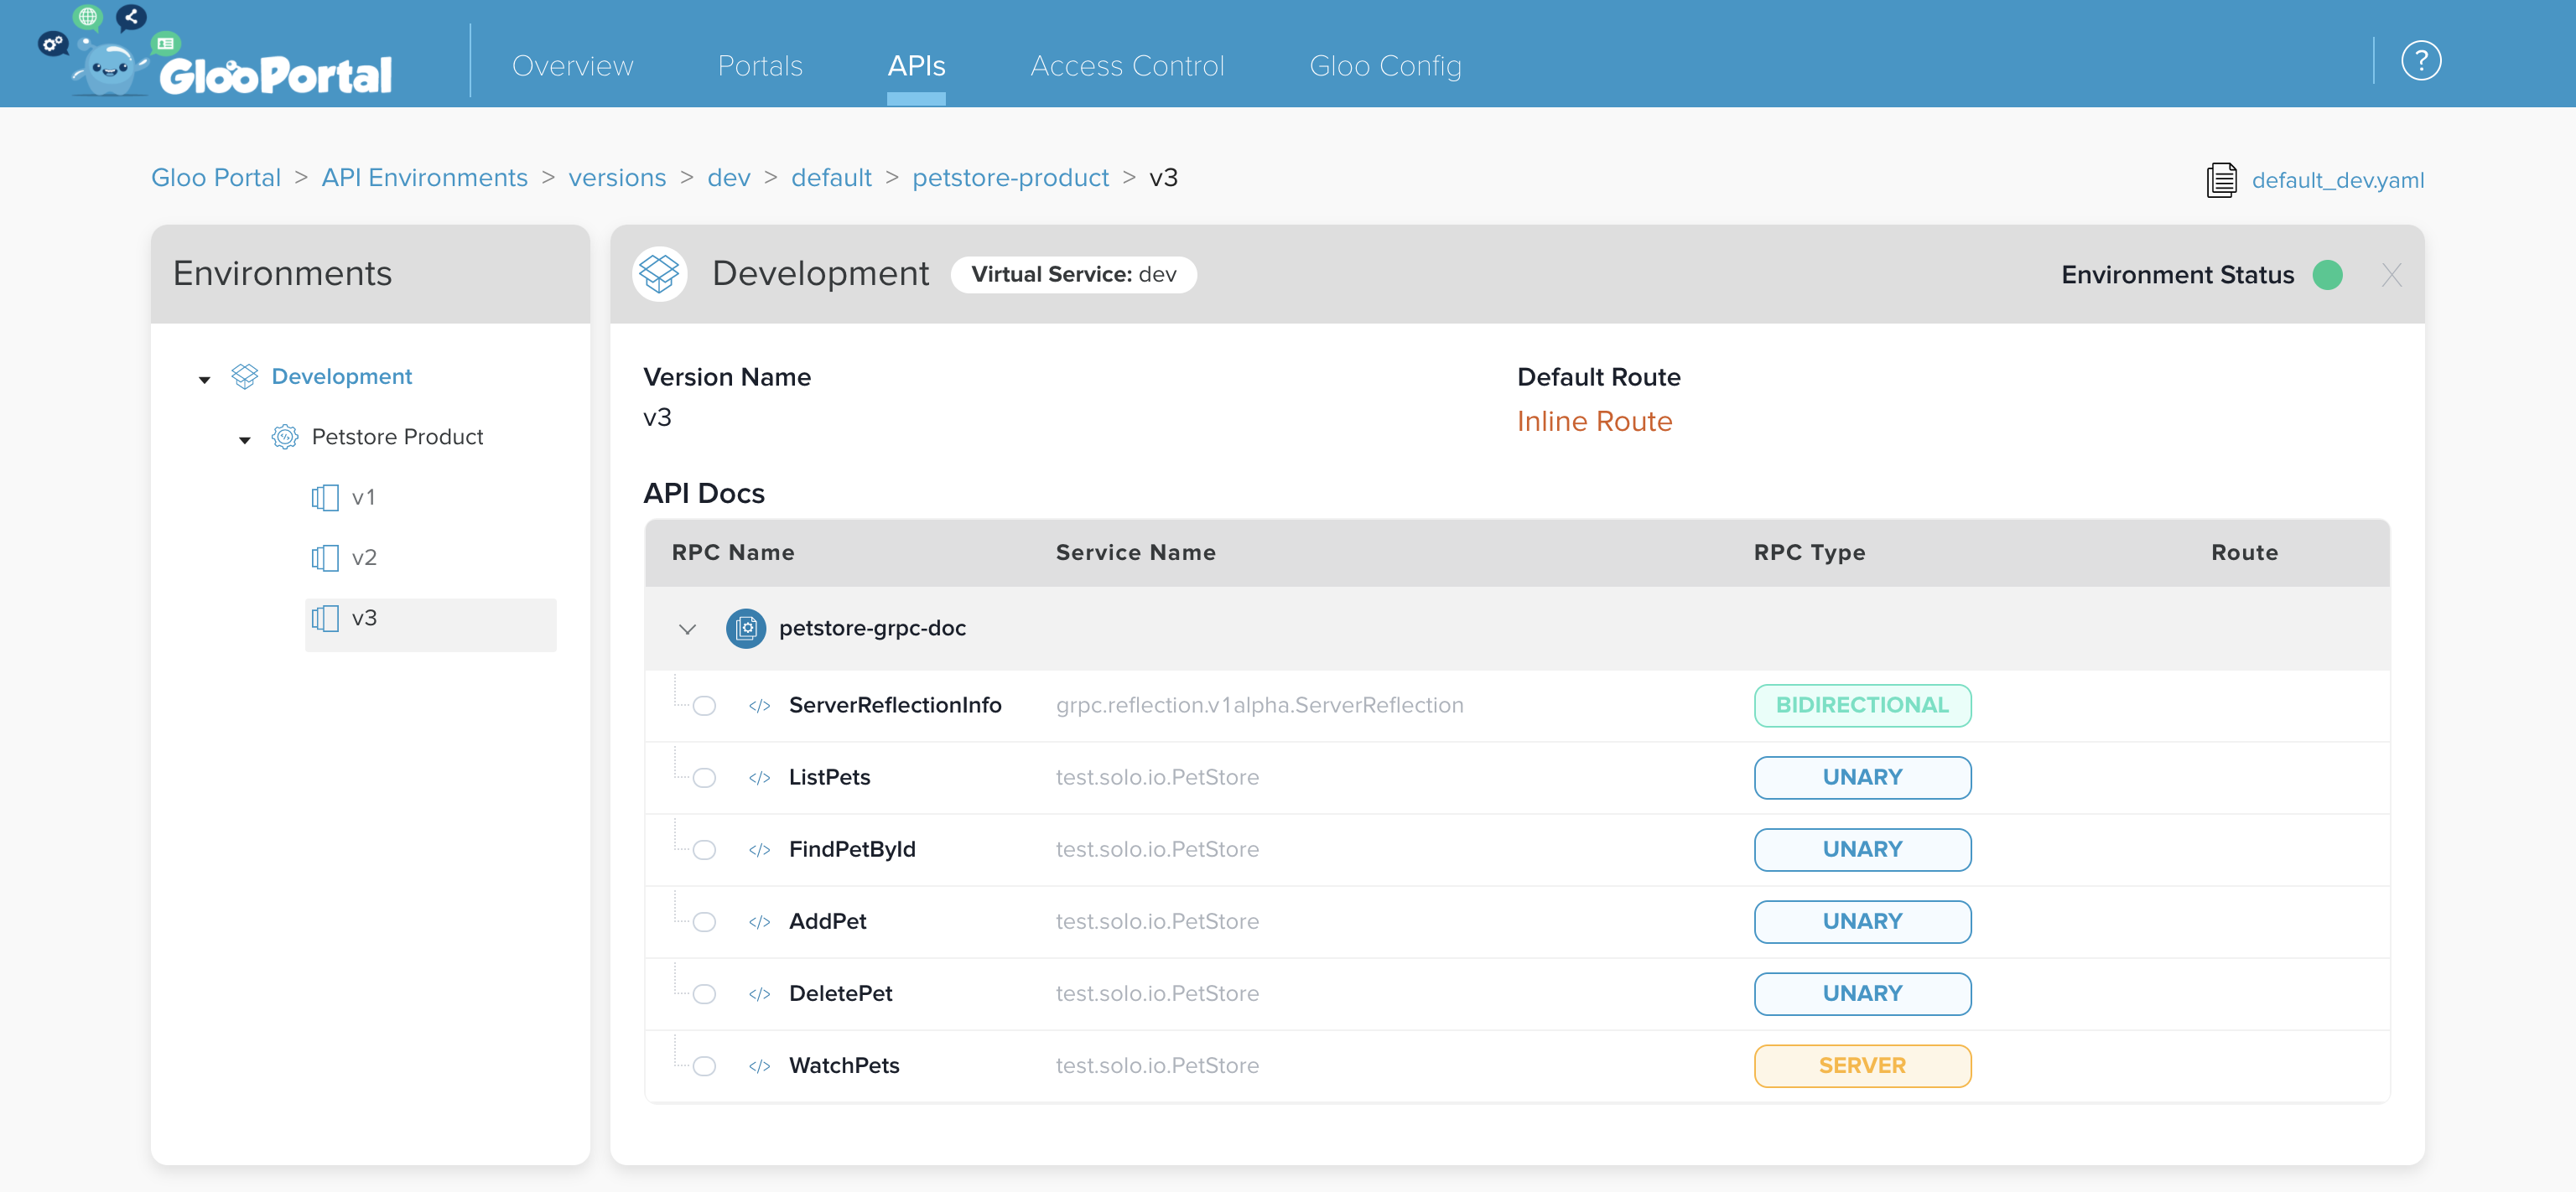 GlooPortal
Overview Portals APIs Access Control Gloo Config ?
Gloo Portal > API Environments > versions > dev > default > petstore-product > v3
default_dev.yaml
Environments
Development
Petstore Product
v1
v2
v3
Development Virtual Service: dev Environment Status X
Version Name Default Route
v3 Inline Route
API Docs
RPC Name Service Name RPC Type Route
petstore-grpc-doc
</> ServerReflectionInfo grpc.reflection.v1alpha.ServerReflection BIDIRECTIONAL
</> ListPets test.solo.io.PetStore UNARY
</> FindPetById test.solo.io.PetStore UNARY
</> AddPet test.solo.io.PetStore UNARY
</> DeletePet test.solo.io.PetStore UNARY
</> WatchPets test.solo.io.PetStore SERVER